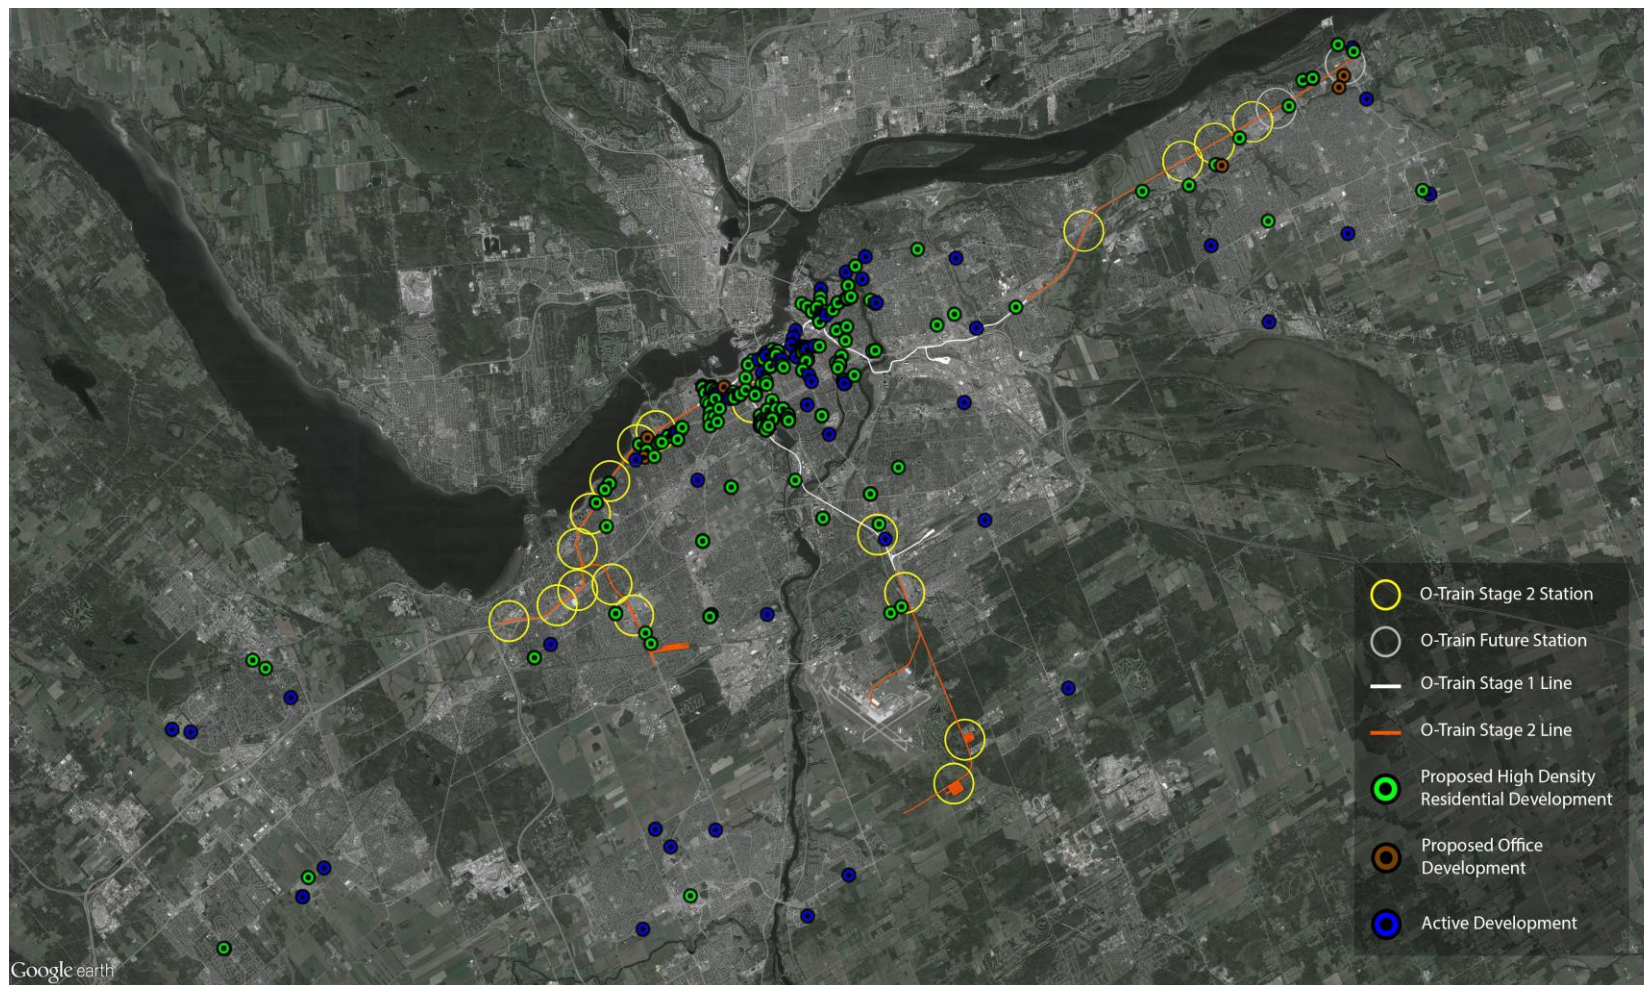 O-Train Stage 2 Station
O-Train Future Station
O-Train Stage 1 Line
O-Train Stage 2 Line
Proposed High Density
Residential Development
Proposed Office
Development
Active Development
Google earth